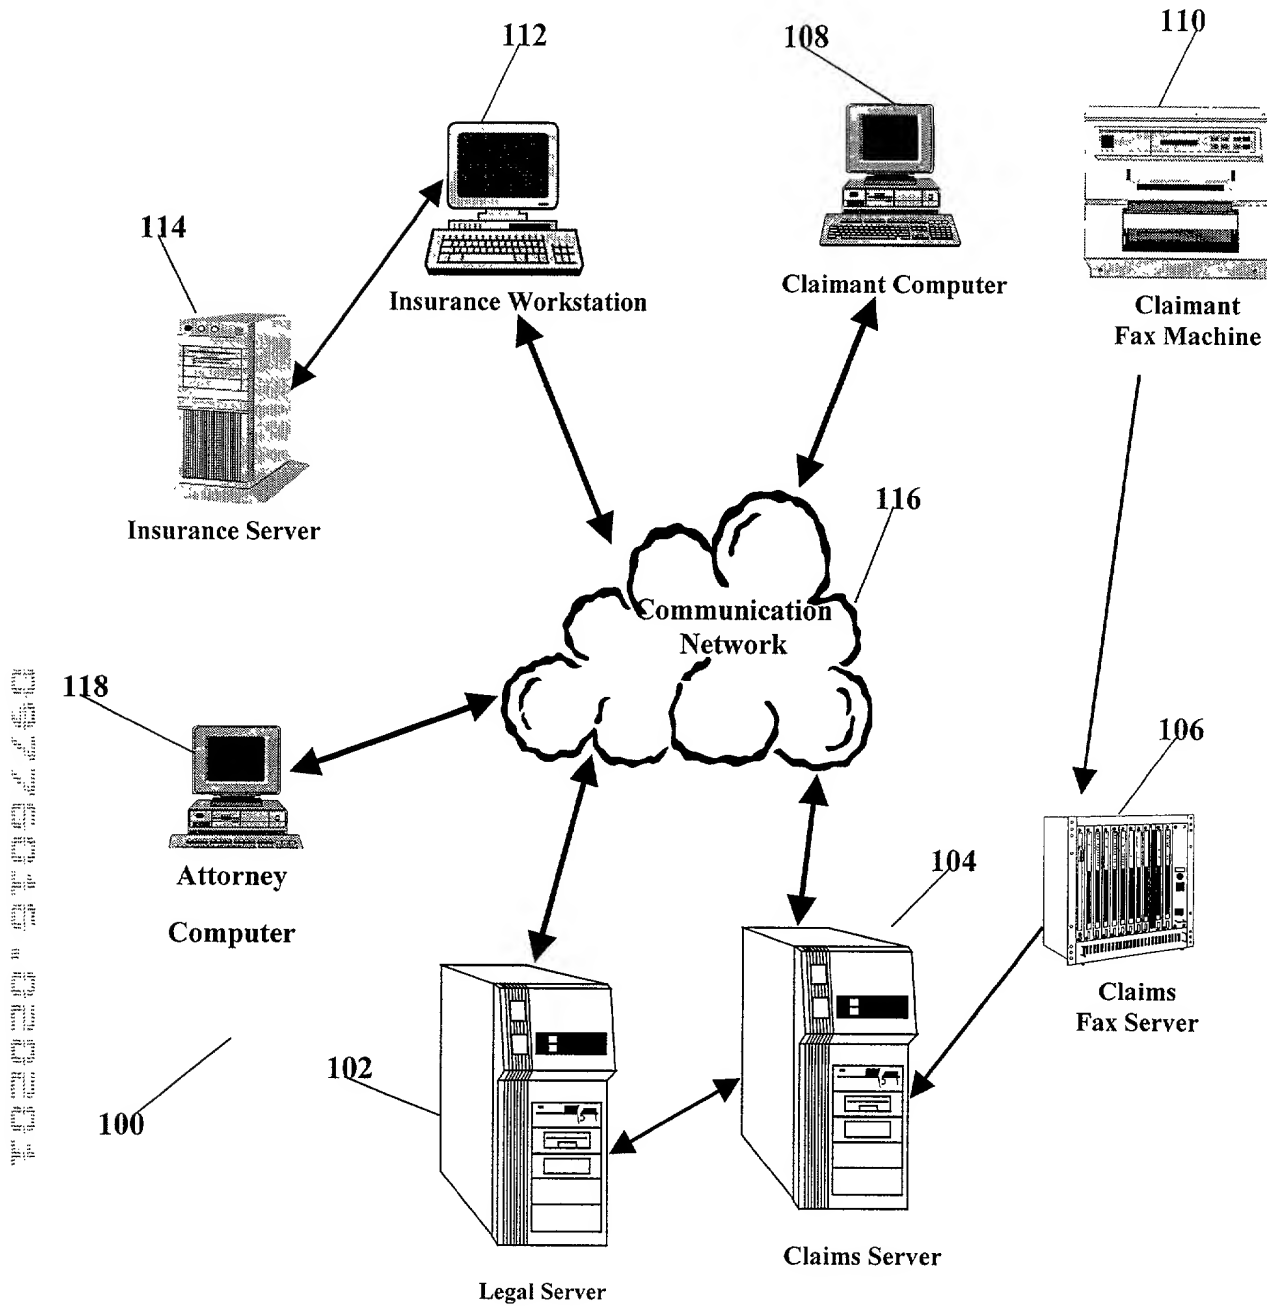 112
108
110
114
Insurance Workstation
Claimant Computer
Claimant
Fax Machine
Insurance Server
116
Communication
Network
118
106
Attorney
Computer
104
Claims
Fax Server
102
100
Claims Server
Legal Server